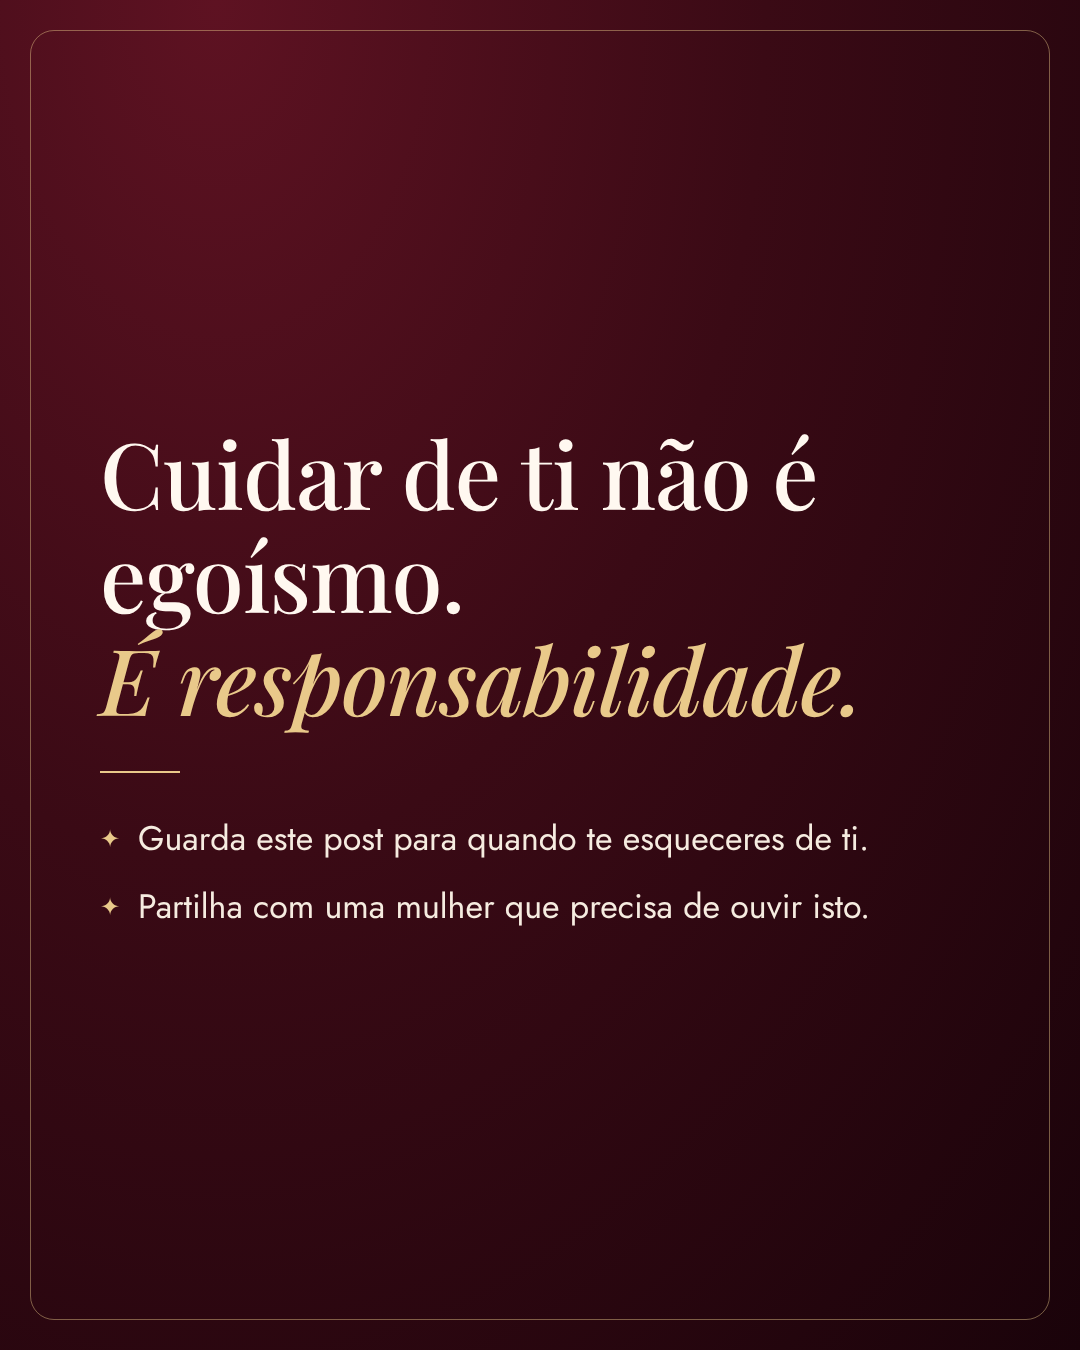 Cuidar de ti não é
egoísmo.
É responsabilidade.
✦ Guarda este post para quando te esqueceres de ti.
✦ Partilha com uma mulher que precisa de ouvir isto.